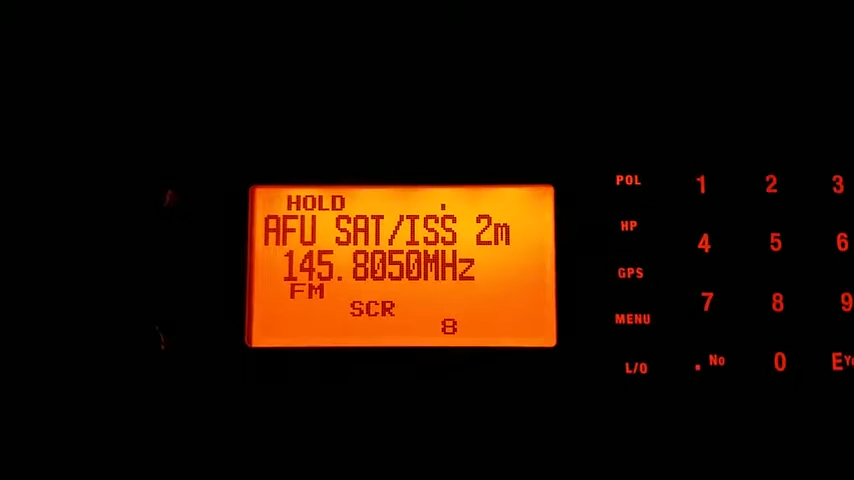 HOLD
AFU SAT/ISS 2m
145.8050MHz
FM
SCR
8
POL 1 2 3
HP 4 5 6
GPS
MENU 7 8 9
L/O . No 0 E